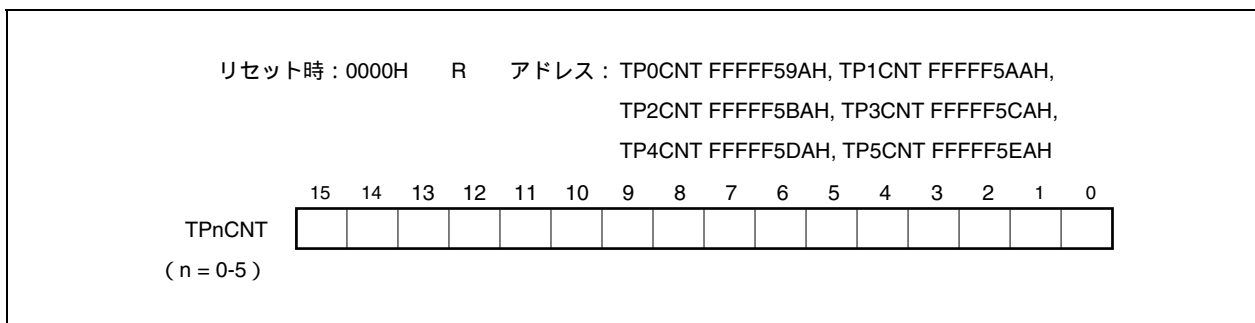 リセット時：0000H R アドレス：TP0CNT FFFFF59AH, TP1CNT FFFFF5AAH,
TP2CNT FFFFF5BAH, TP3CNT FFFFF5CAH,
TP4CNT FFFFF5DAH, TP5CNT FFFFF5EAH
15 14 13 12 11 10 9 8 7 6 5 4 3 2 1 0
TPnCNT
（n = 0-5）